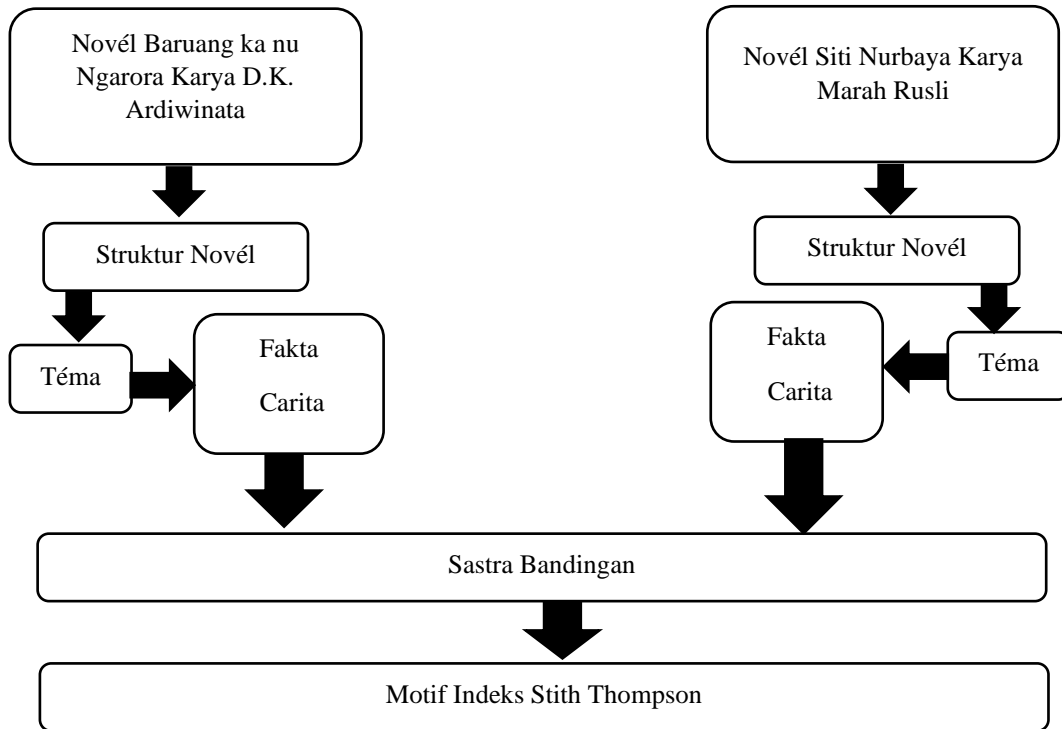 Novél Baruang ka nu
Ngarora Karya D.K.
Ardiwinata
Novél Siti Nurbaya Karya
Marah Rusli
Struktur Novél
Struktur Novél
Téma
Fakta
Carita
Fakta
Carita
Téma
Sastra Bandingan
Motif Indeks Stith Thompson